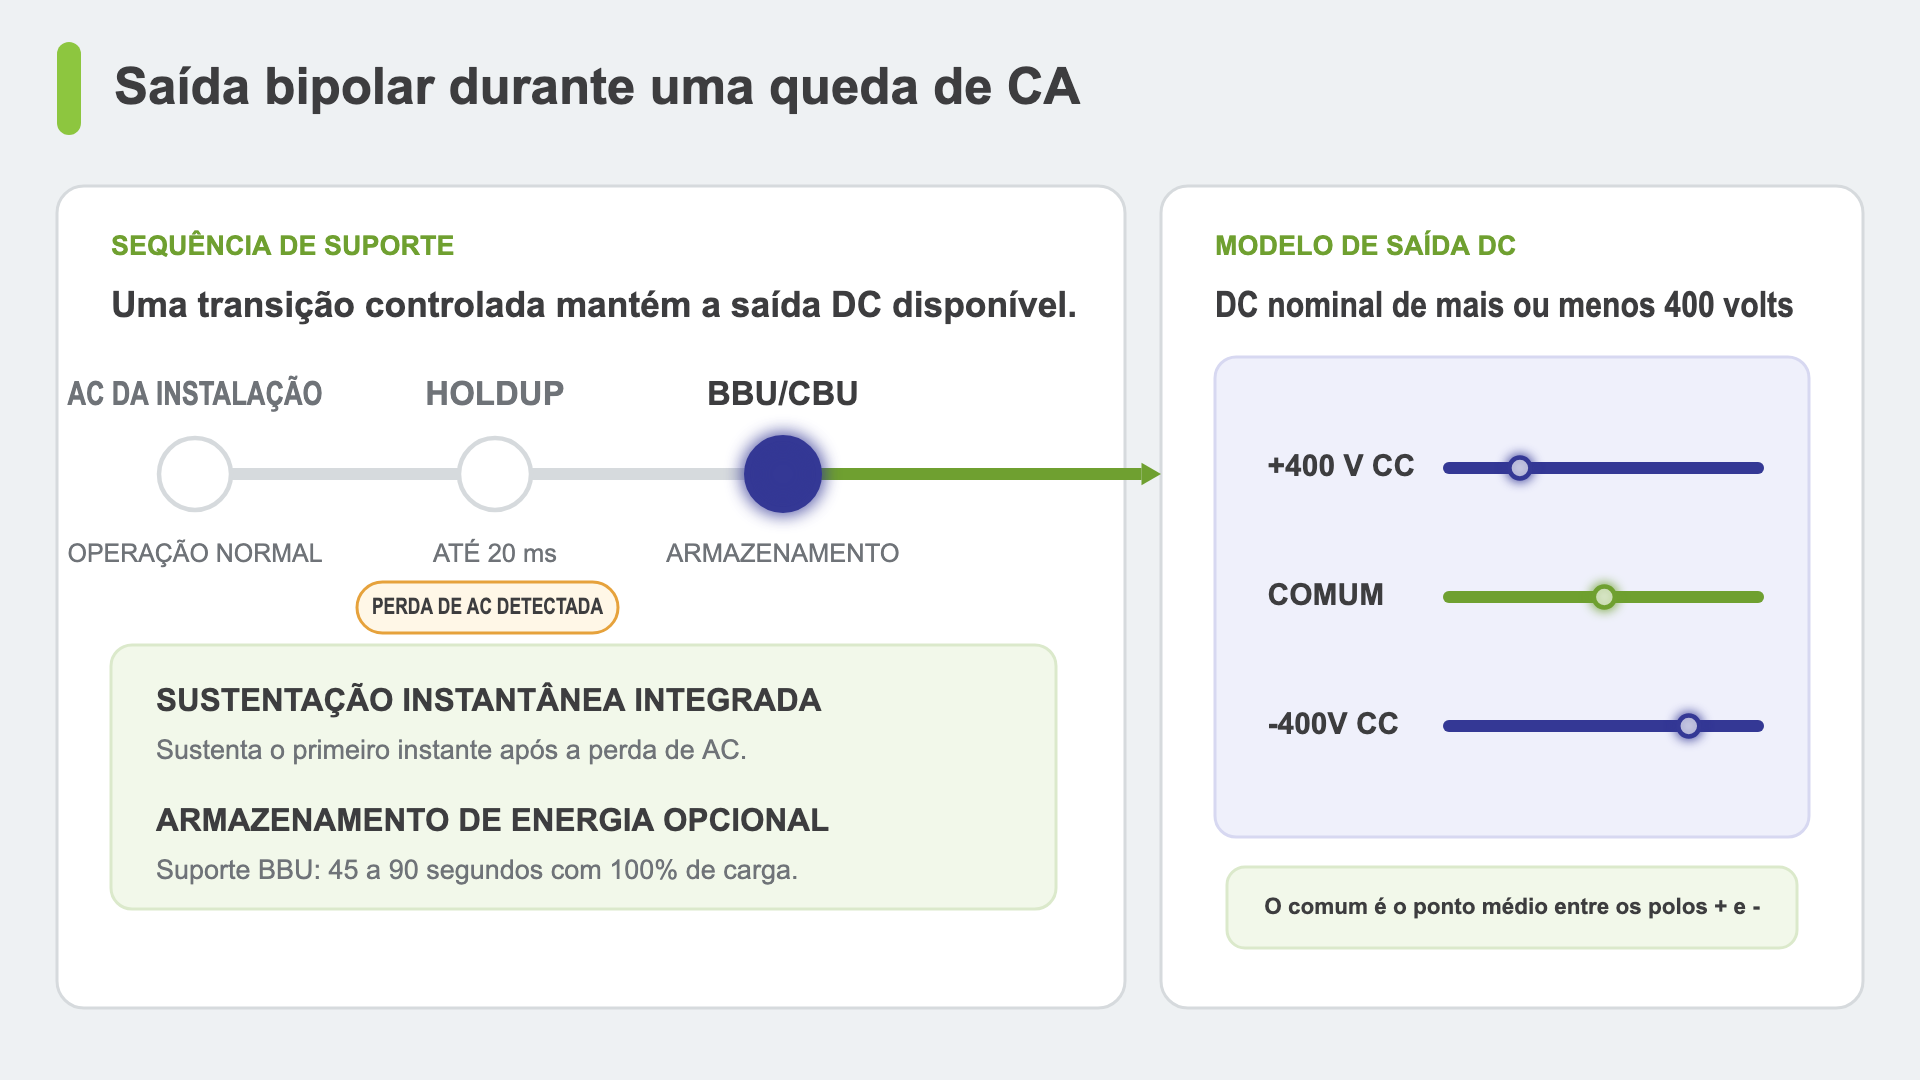 Saída bipolar durante uma queda de CA
SEQUÊNCIA DE SUPORTE
Uma transição controlada mantém a saída DC disponível.
AC DA INSTALAÇÃO
HOLDUP
BBU/CBU
OPERAÇÃO NORMAL
ATÉ 20 ms
ARMAZENAMENTO
PERDA DE AC DETECTADA
SUSTENTAÇÃO INSTANTÂNEA INTEGRADA
Sustenta o primeiro instante após a perda de AC.
ARMAZENAMENTO DE ENERGIA OPCIONAL
Suporte BBU: 45 a 90 segundos com 100% de carga.
MODELO DE SAÍDA DC
DC nominal de mais ou menos 400 volts
+400 V CC
COMUM
-400V CC
O comum é o ponto médio entre os polos + e -